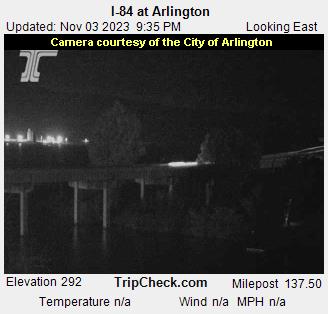 I-84 at Arlington
Updated: Nov 03 2023 9:35 PM Looking East
Camera courtesy of the City of Arlington
Elevation 292 TripCheck.com Milepost 137.50
Temperature n/a Wind n/a MPH n/a